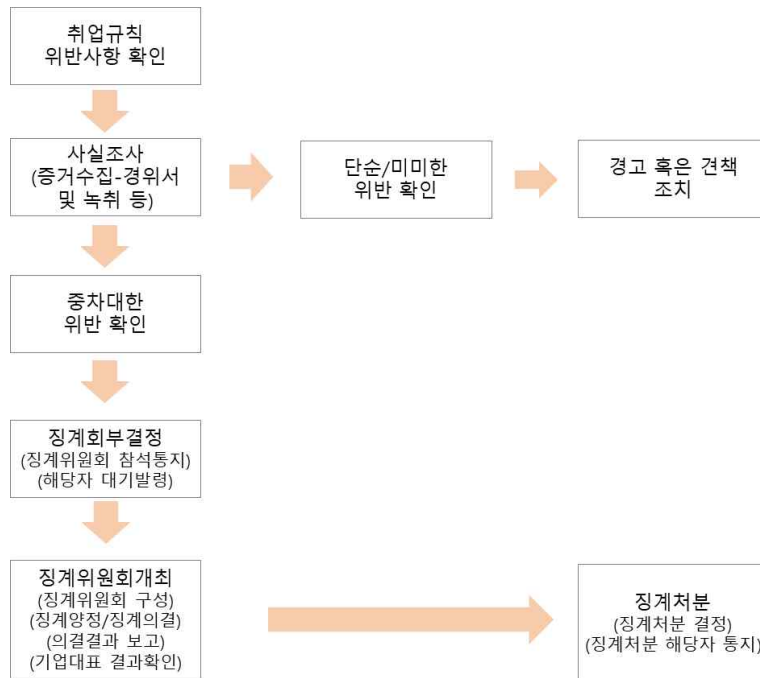 취업규칙
위반사항 확인
사실조사
(증거수집-경위서
및 녹취 등)
단순/미미한
위반 확인
경고 혹은 견책
조치
중차대한
위반 확인
징계회부결정
(징계위원회 참석통지)
(해당자 대기발령)
징계위원회개최
(징계위원회 구성)
(징계양정/징계의결)
(의결결과 보고)
(기업대표 결과확인)
징계처분
(징계처분 결정)
(징계처분 해당자 통지)